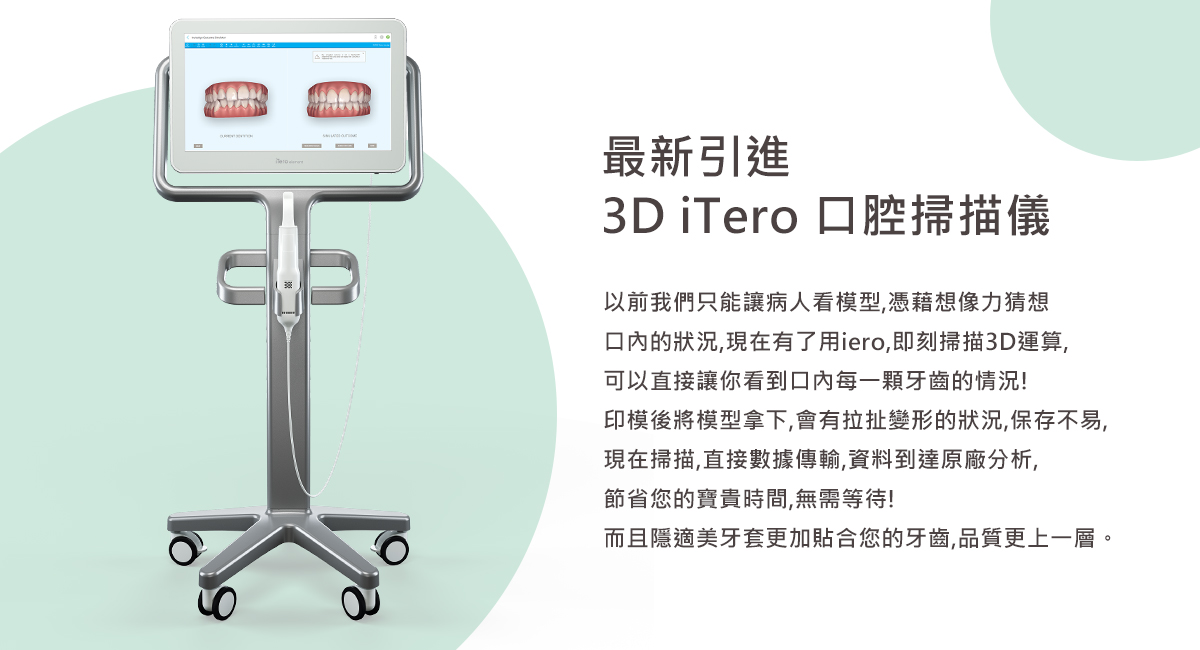 最新引進
3D iTero 口腔掃描儀
以前我們只能讓病人看模型,憑藉想像力猜想
口內的狀況,現在有了用iero,即刻掃描3D運算,
可以直接讓你看到口內每一顆牙齒的情況!
印模後將模型拿下,會有拉扯變形的狀況,保存不易,
現在掃描,直接數據傳輸,資料到達原廠分析,
節省您的寶貴時間,無需等待!
而且隱適美牙套更加貼合您的牙齒,品質更上一層。
CURRENT DENTITION
SIMULATED OUTCOME
iTero